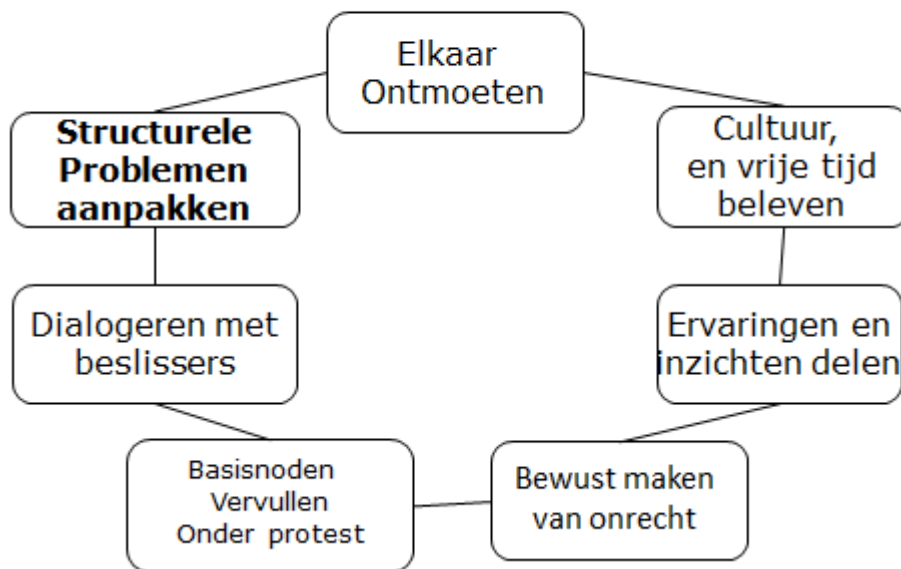 Elkaar
Ontmoeten
Cultuur,
en vrije tijd
beleven
Ervaringen en
inzichten delen
Bewust maken
van onrecht
Basisnoden
Vervullen
Onder protest
Dialogeren met
beslissers
Structurele
Problemen
aanpakken